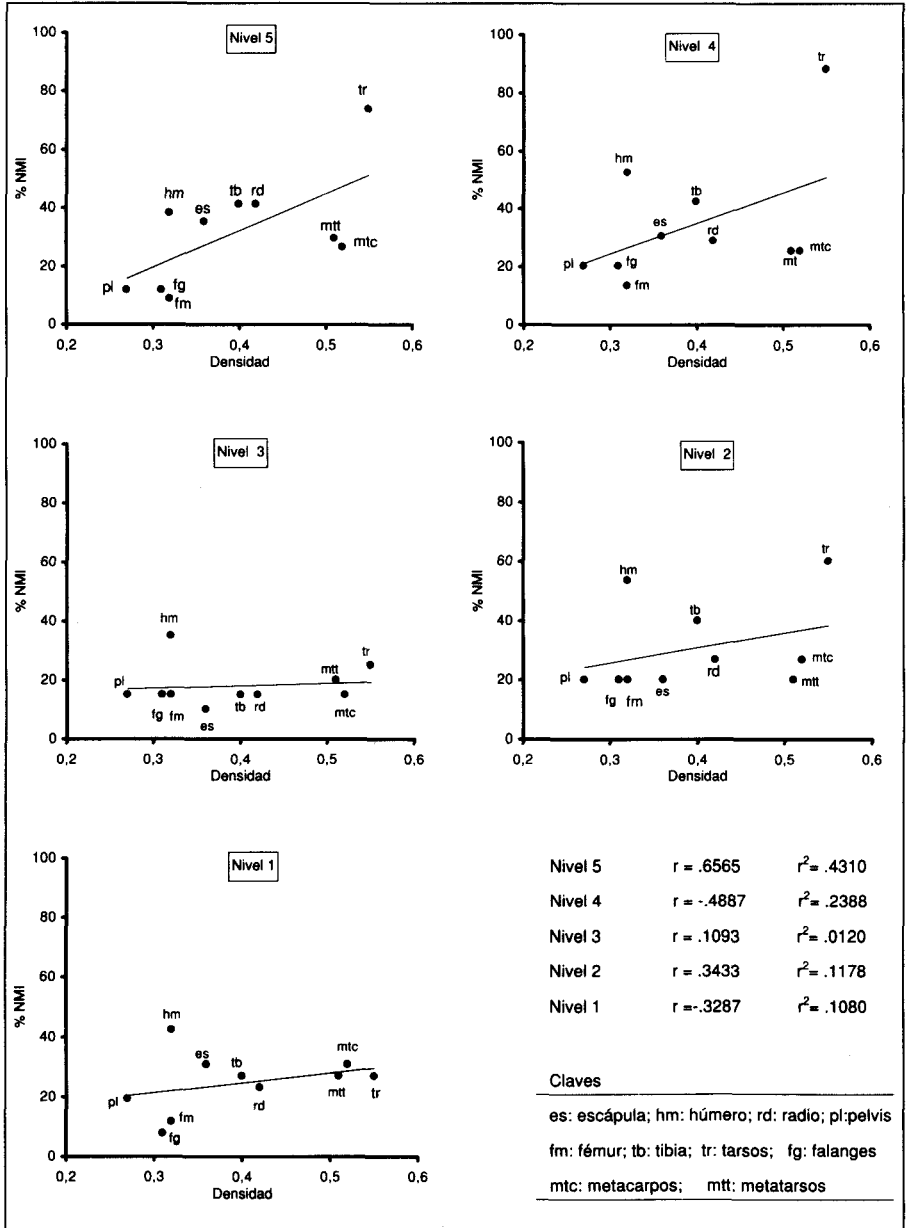 Nivel 5
% NMI
100
80
60
40
20
0
0,2 0,3 0,4 0,5 0,6
Densidad
tr
hm
es
tb
rd
mtt
mtc
pl
fg
fm
Nivel 4
% NMI
100
80
60
40
20
0
0,2 0,3 0,4 0,5 0,6
Densidad
tr
hm
tb
es
rd
mt
mtc
pl
fg
fm
Nivel 3
% NMI
100
80
60
40
20
0
0,2 0,3 0,4 0,5 0,6
Densidad
hm
tr
mtt
pl
fg
fm
es
tb
rd
mtc
Nivel 2
% NMI
100
80
60
40
20
0
0,2 0,3 0,4 0,5 0,6
Densidad
tr
hm
tb
mtc
rd
pl
fg
fm
es
mtt
Nivel 1
% NMI
100
80
60
40
20
0
0,2 0,3 0,4 0,5 0,6
Densidad
hm
es
tb
mtc
rd
mtt
tr
pl
fm
fg
Nivel 5 r = .6565 r²= .4310
Nivel 4 r = -.4887 r²= .2388
Nivel 3 r = .1093 r²= .0120
Nivel 2 r = .3433 r²= .1178
Nivel 1 r =-.3287 r²= .1080
Claves
es: escápula; hm: húmero; rd: radio; pl:pelvis
fm: fémur; tb: tibia; tr: tarsos; fg: falanges
mtc: metacarpos; mtt: metatarsos